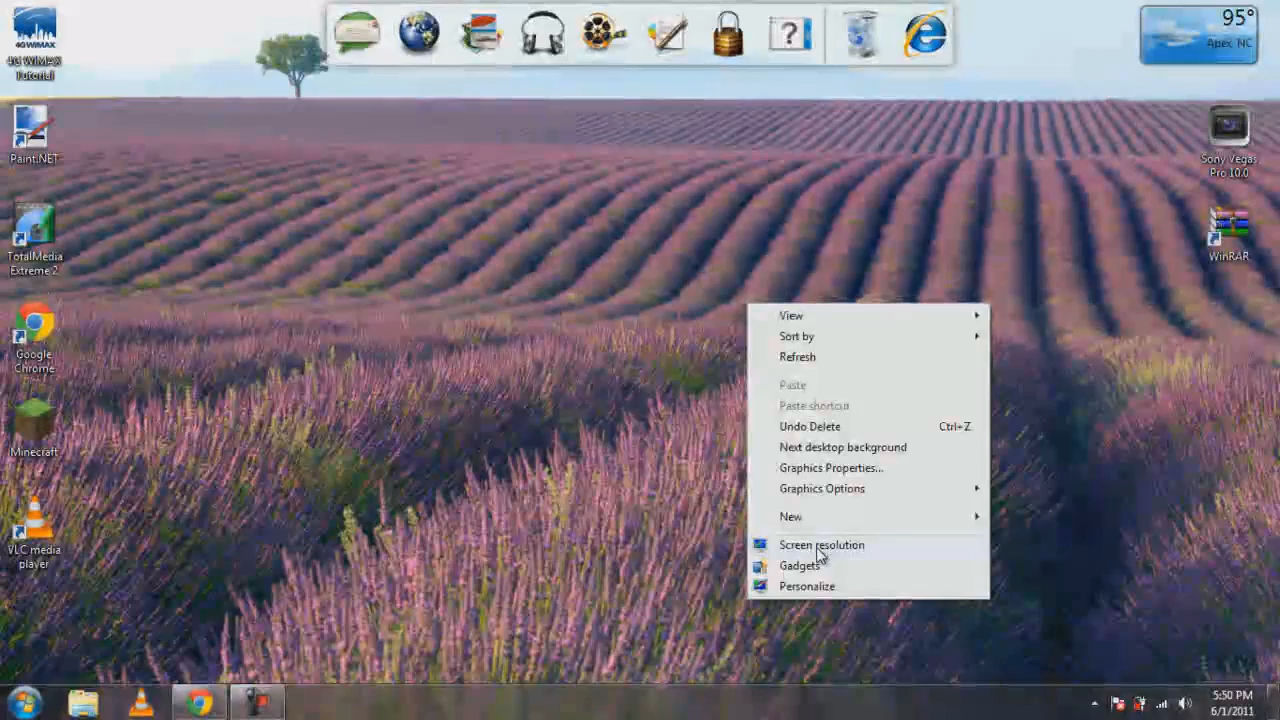 95°
Apex, NC
4G WiMAX
Tutorial
Paint.NET
TotalMedia
Extreme 2
Google
Chrome
Minecraft
VLC media
player
Sony Vegas
Pro 10.0
WinRAR
View
Sort by
Refresh
Paste
Paste shortcut
Undo Delete Ctrl+Z
Next desktop background
Graphics Properties...
Graphics Options
New
Screen resolution
Gadgets
Personalize
5:50 PM
6/1/2011